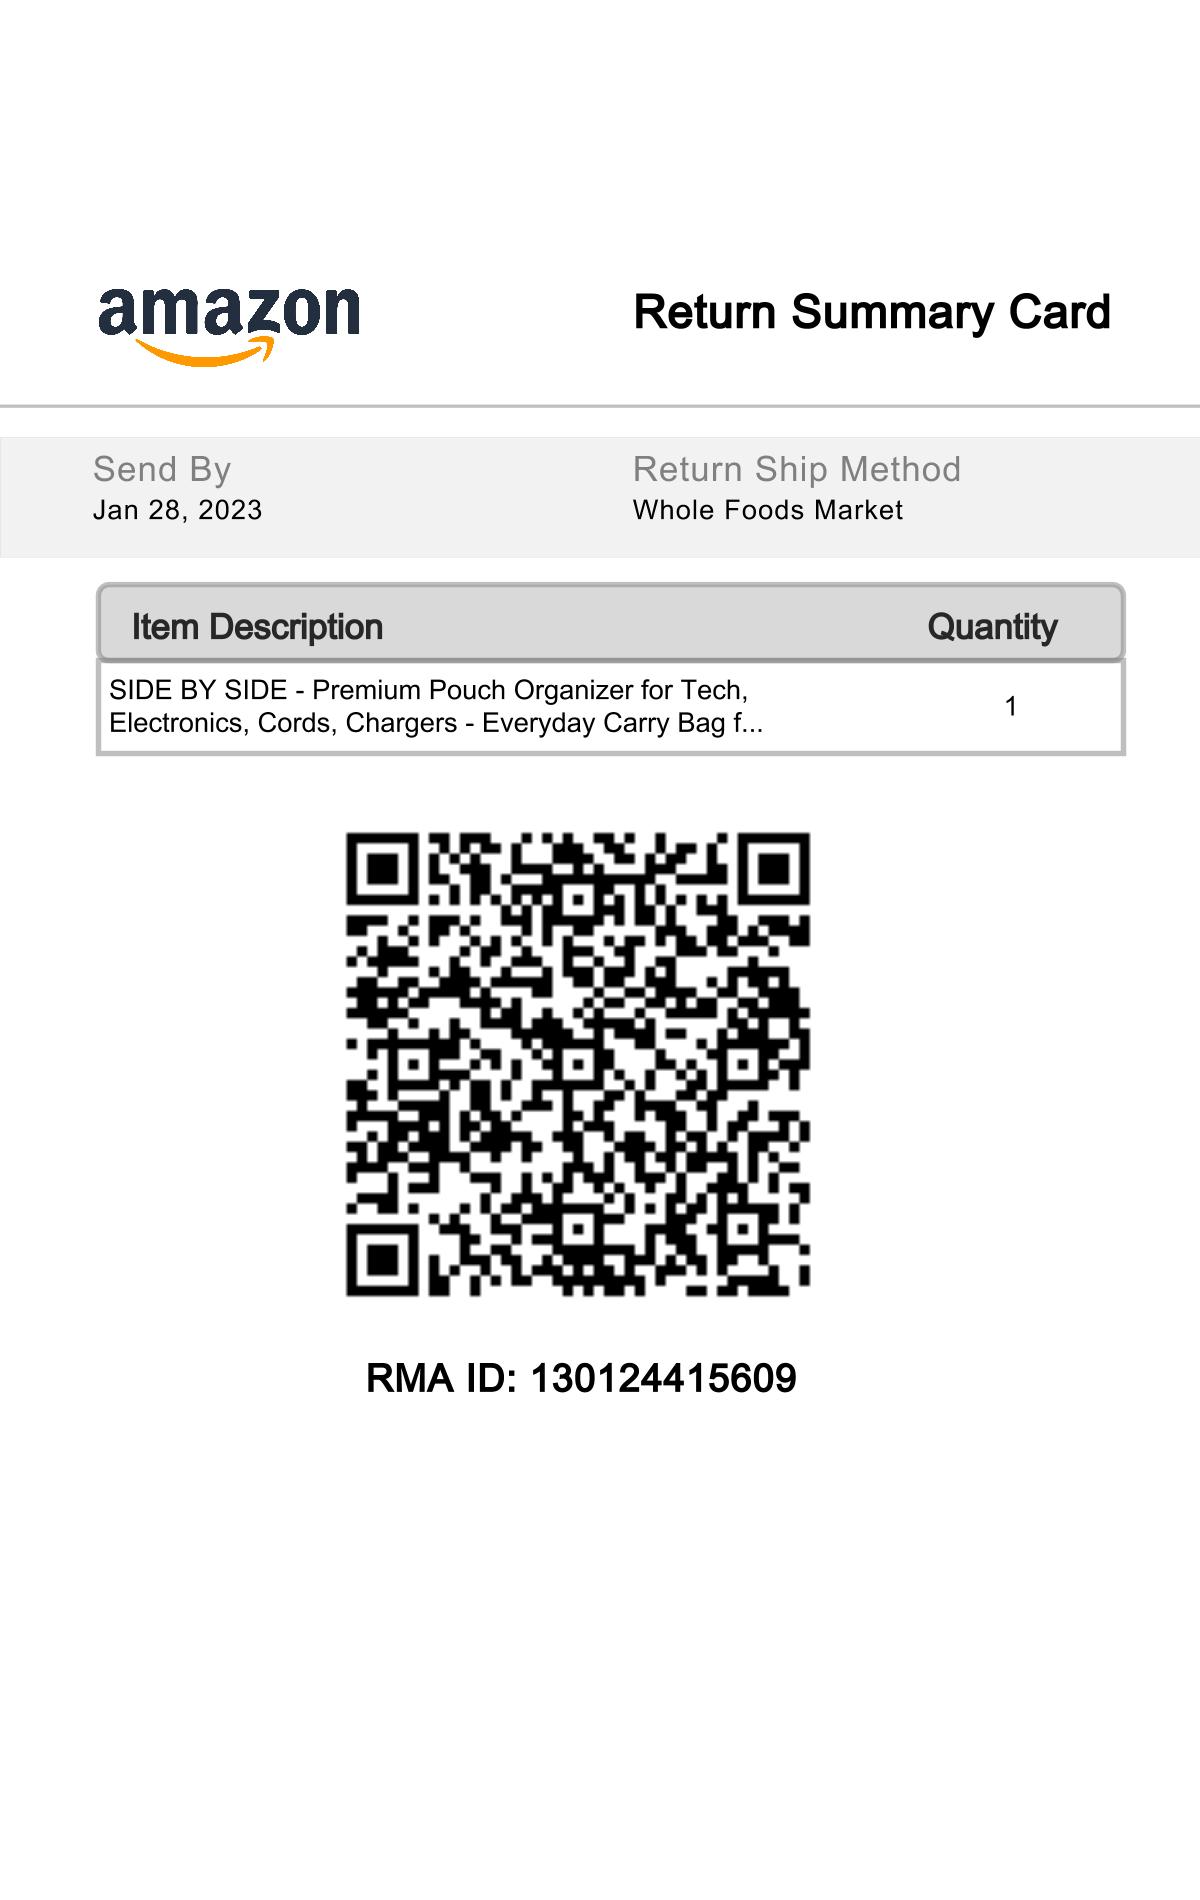 amazon
Return Summary Card
Send By
Return Ship Method
Jan 28, 2023
Whole Foods Market
Item Description
Quantity
SIDE BY SIDE - Premium Pouch Organizer for Tech,
Electronics, Cords, Chargers - Everyday Carry Bag f...
1
RMA ID: 130124415609